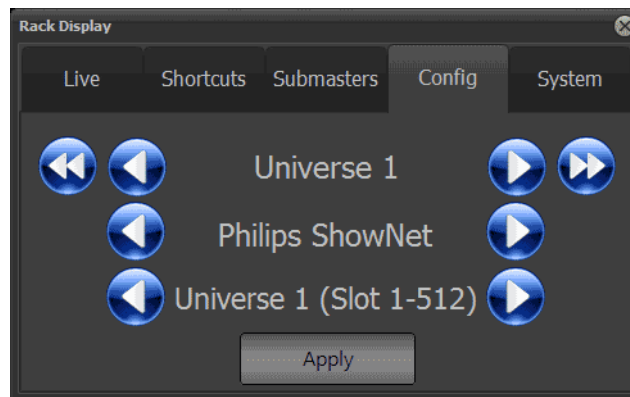 Rack Display
Live Shortcuts Submasters Config System
Universe 1
Philips ShowNet
Universe 1 (Slot 1-512)
Apply